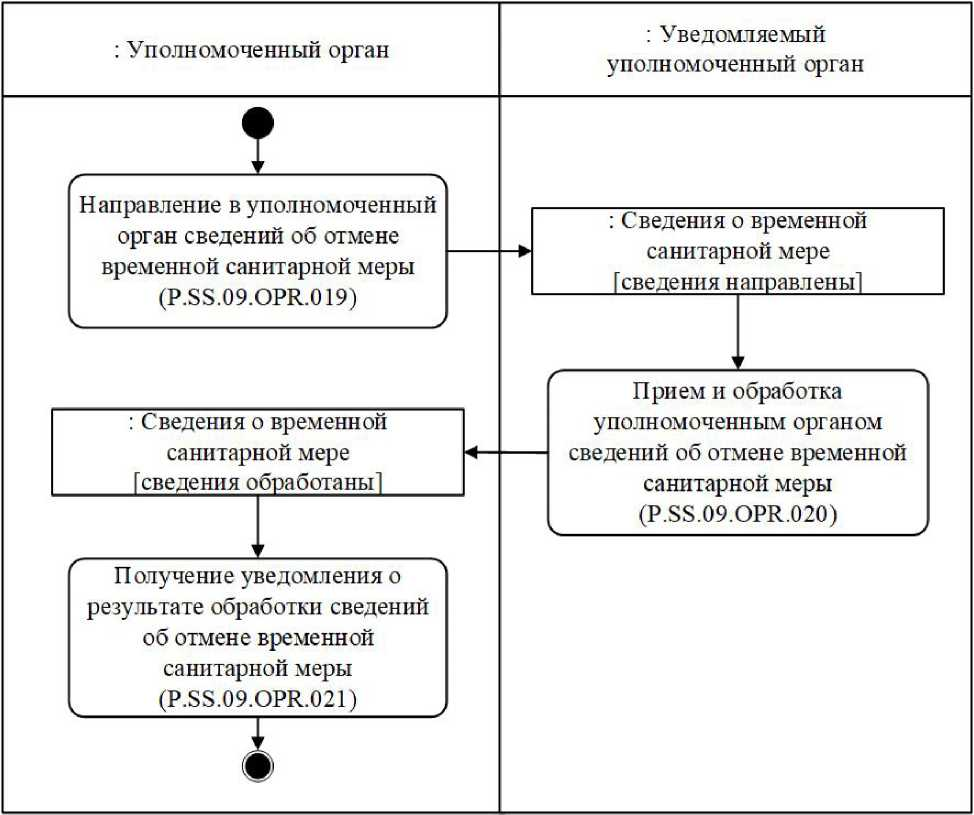 : Уполномоченный орган
: Уведомляемый
уполномоченный орган
Направление в уполномоченный
орган сведений об отмене
временной санитарной меры
(P.SS.09.OPR.019)
: Сведения о временной
санитарной мере
[сведения направлены]
Прием и обработка
уполномоченным органом
сведений об отмене временной
санитарной меры
(P.SS.09.OPR.020)
: Сведения о временной
санитарной мере
[сведения обработаны]
Получение уведомления о
результате обработки сведений
об отмене временной
санитарной меры
(P.SS.09.OPR.021)